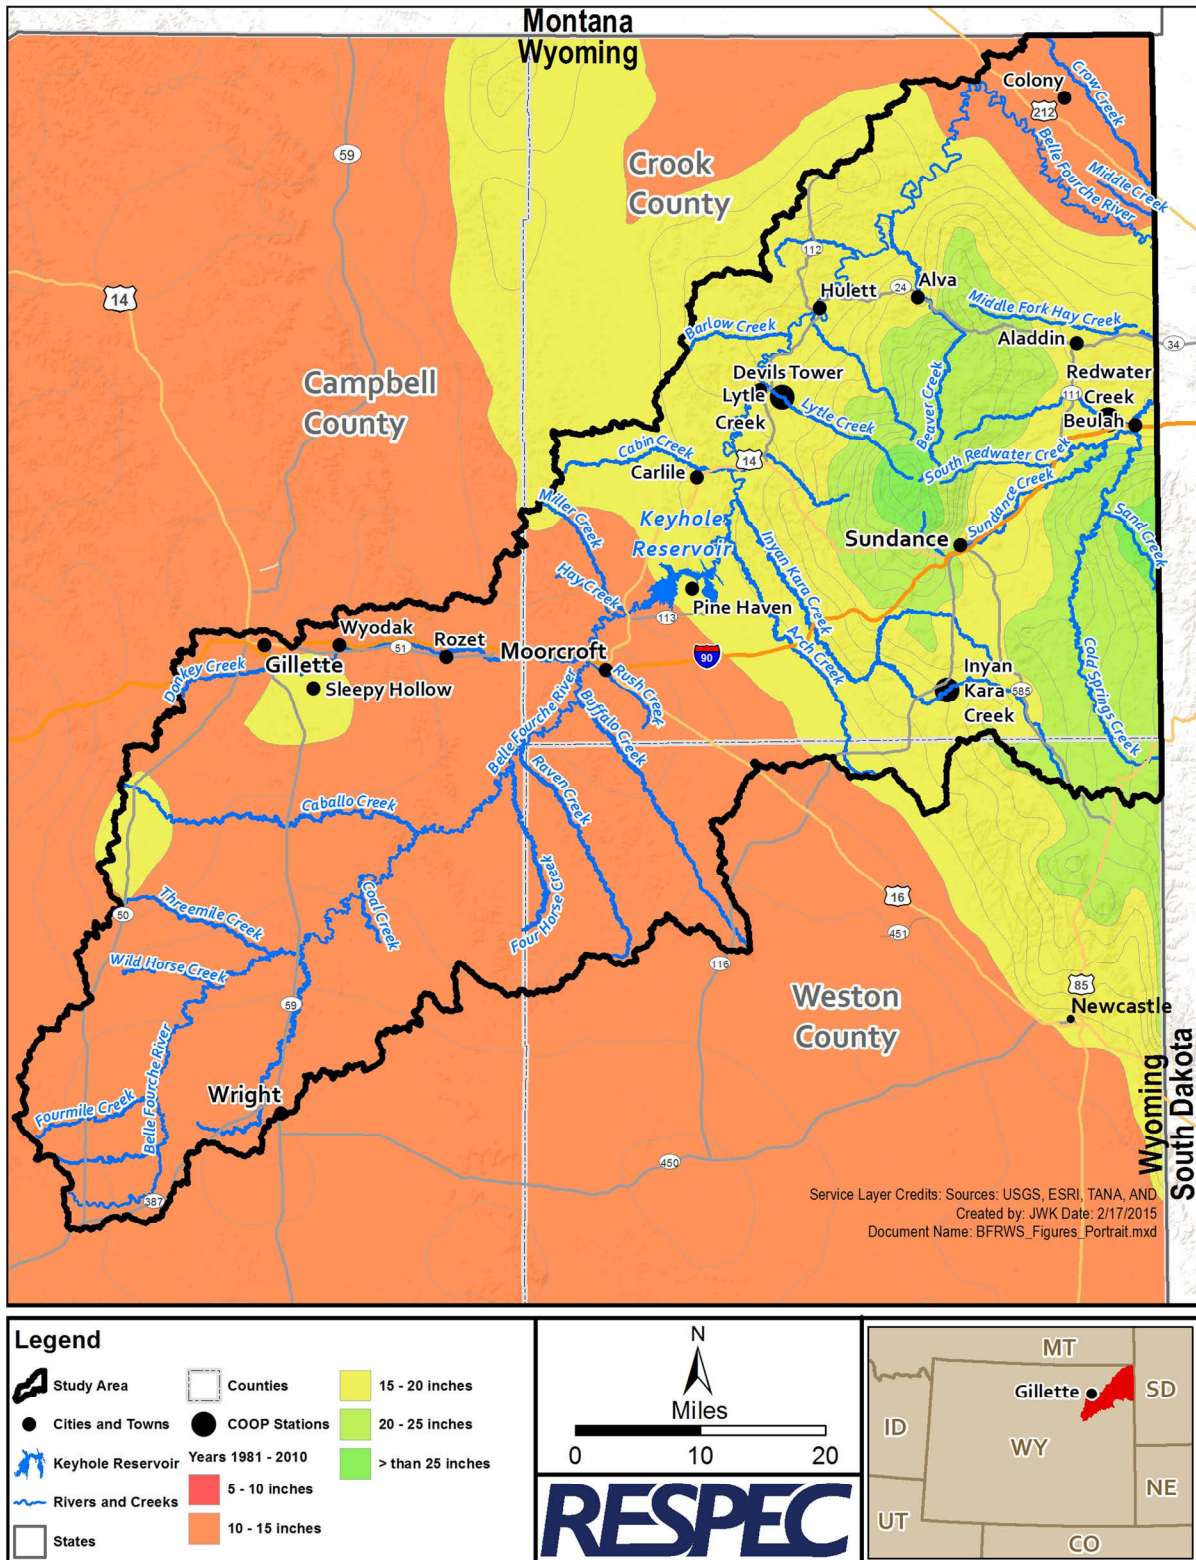 Montana
Wyoming
Colony
Crow Creek
212
Belle Fourche River
Middle Creek
59
Crook
County
112
14
Hulett
24
Alva
Middle Fork Hay Creek
Barlow Creek
Aladdin
34
Campbell
County
Devils Tower
Redwater
Creek
Lytle
Creek
Lytle Creek
Beaver Creek
111
Beulah
Cabin Creek
14
Carlile
South Redwater Creek
Sundance Creek
Miller Creek
Keyhole
Reservoir
Sand Creek
Inyan Kara Creek
Sundance
Hay Creek
Pine Haven
113
Arch Creek
Wyodak
Rozet
51
Moorcroft
90
Gillette
Donkey Creek
Sleepy Hollow
Rush Creek
Inyan
Kara
Creek
585
Cold Springs Creek
Belle Fourche River
Buffalo Creek
Raven Creek
Caballo Creek
Four Horse Creek
Coal Creek
Threemile Creek
50
16
451
Wild Horse Creek
116
59
85
Weston
County
Newcastle
Belle Fourche River
Wright
Fourmile Creek
450
387
Wyoming
South Dakota
Service Layer Credits: Sources: USGS, ESRI, TANA, AND
Created by: JWK Date: 2/17/2015
Document Name: BFRWS_Figures_Portrait.mxd
Legend
Study Area
Cities and Towns
Keyhole Reservoir
Rivers and Creeks
States
Counties
COOP Stations
Years 1981 - 2010
5 - 10 inches
10 - 15 inches
15 - 20 inches
20 - 25 inches
> than 25 inches
N
Miles
0 10 20
RESPEC
MT
Gillette
SD
ID
WY
NE
UT
CO